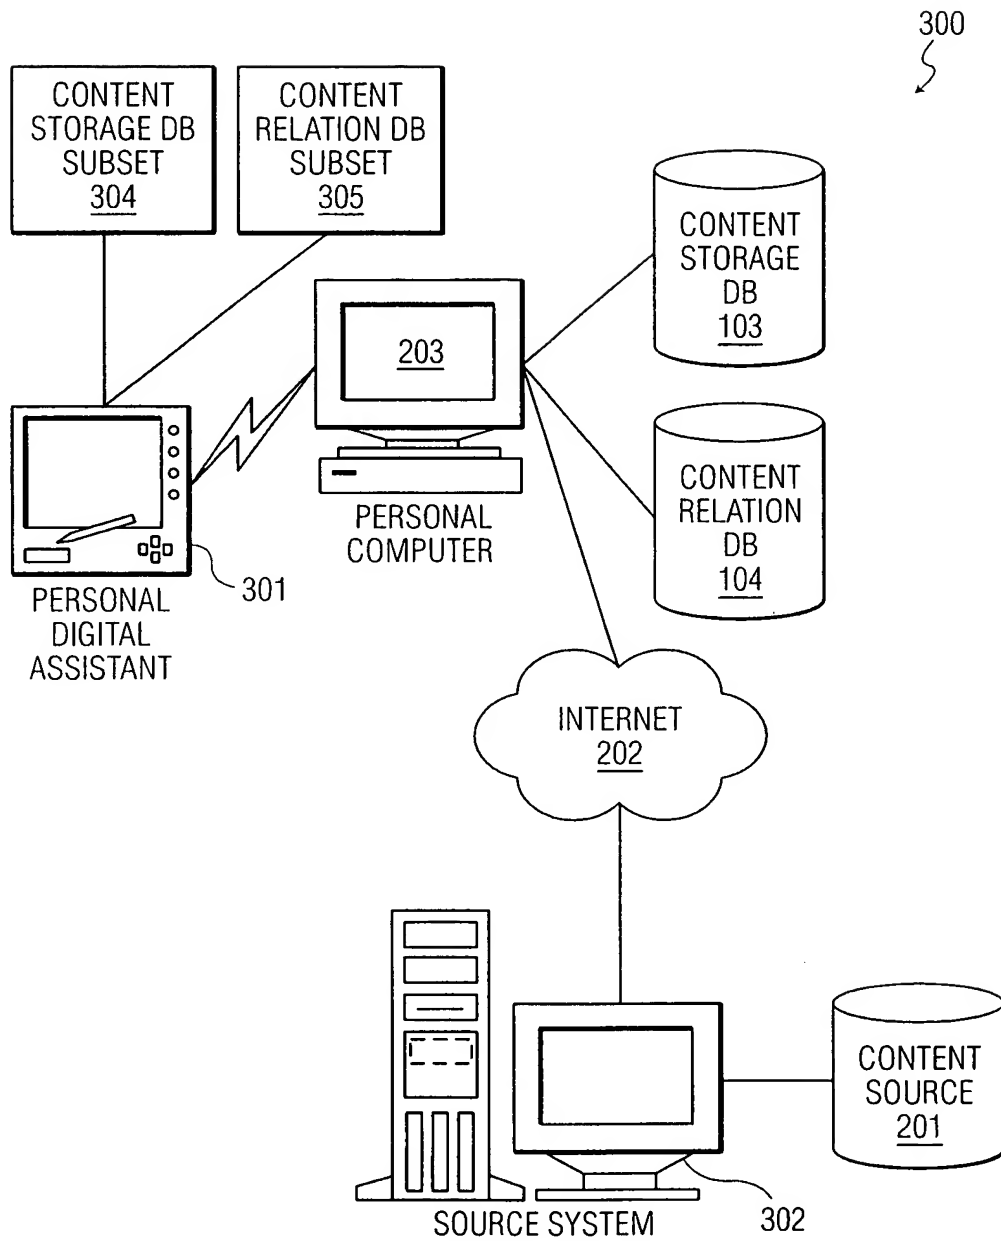 300
CONTENT
STORAGE DB
SUBSET
304
CONTENT
RELATION DB
SUBSET
305
CONTENT
STORAGE
DB
103
203
PERSONAL
COMPUTER
CONTENT
RELATION
DB
104
301
PERSONAL
DIGITAL
ASSISTANT
INTERNET
202
CONTENT
SOURCE
201
302
SOURCE SYSTEM